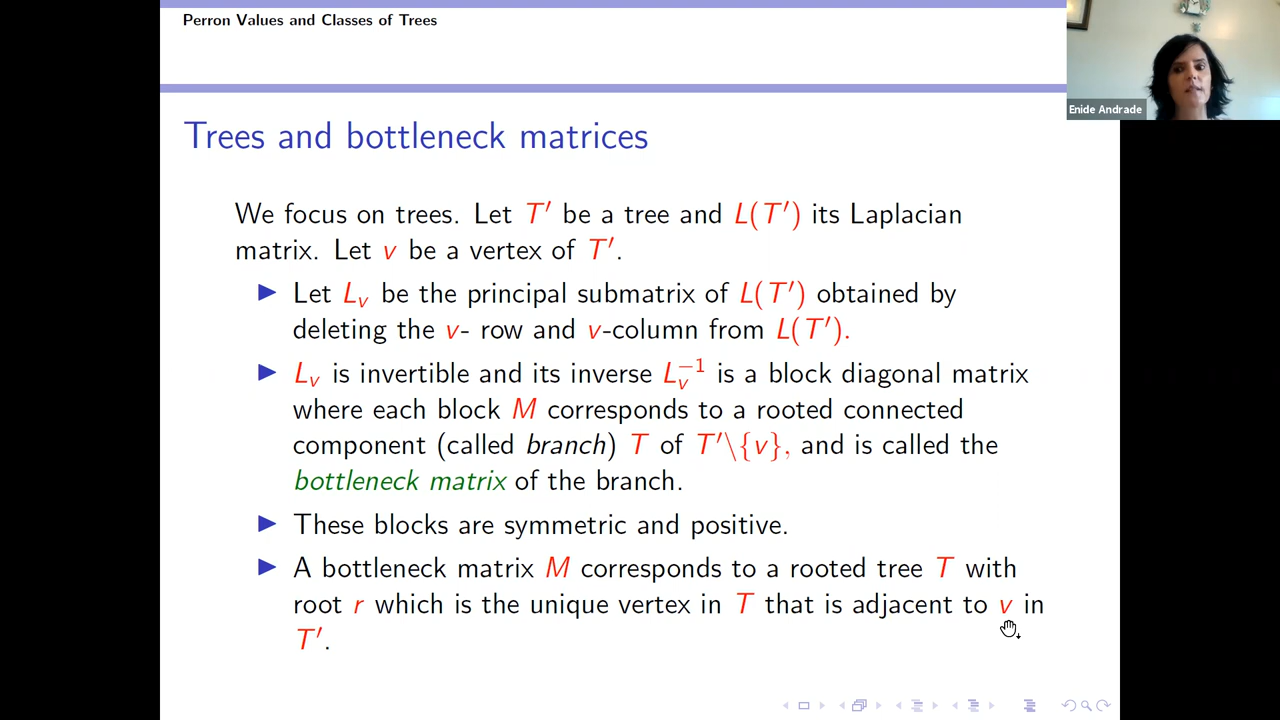 Perron Values and Classes of Trees
Enide Andrade
Trees and bottleneck matrices
We focus on trees. Let T′ be a tree and L(T′) its Laplacian
matrix. Let v be a vertex of T′.
▶ Let Lᵥ be the principal submatrix of L(T′) obtained by
deleting the v- row and v-column from L(T′).
▶ Lᵥ is invertible and its inverse Lᵥ⁻¹ is a block diagonal matrix
where each block M corresponds to a rooted connected
component (called branch) T of T′\{v}, and is called the
bottleneck matrix of the branch.
▶ These blocks are symmetric and positive.
▶ A bottleneck matrix M corresponds to a rooted tree T with
root r which is the unique vertex in T that is adjacent to v in
T′.